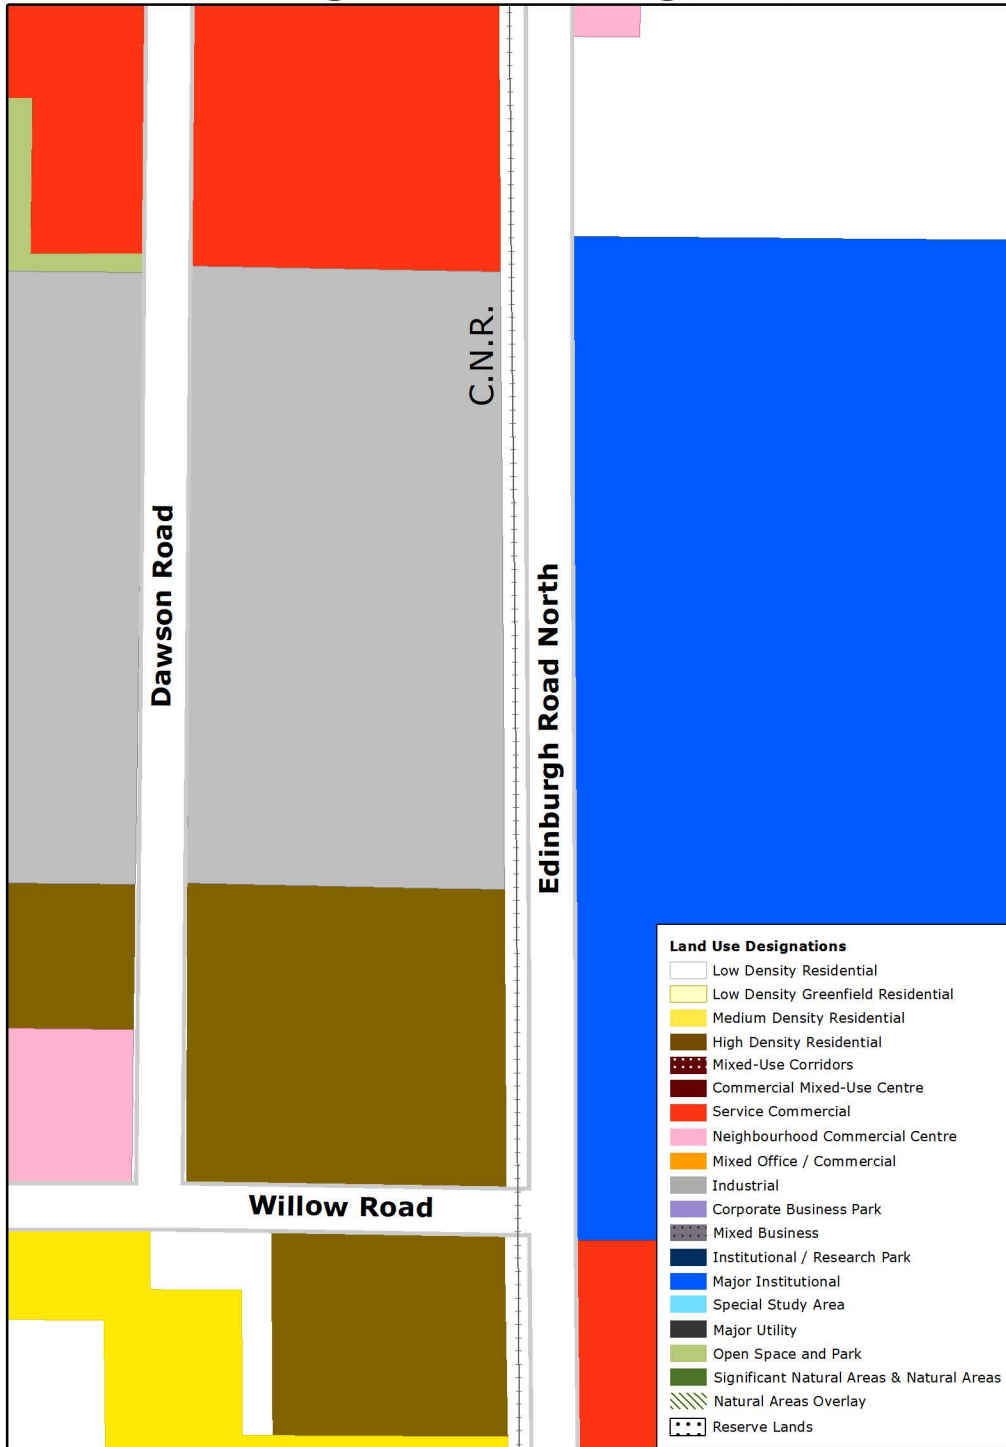 C.N.R.
Dawson Road
Edinburgh Road North
Willow Road
Land Use Designations
Low Density Residential
Low Density Greenfield Residential
Medium Density Residential
High Density Residential
Mixed-Use Corridors
Commercial Mixed-Use Centre
Service Commercial
Neighbourhood Commercial Centre
Mixed Office / Commercial
Industrial
Corporate Business Park
Mixed Business
Institutional / Research Park
Major Institutional
Special Study Area
Major Utility
Open Space and Park
Significant Natural Areas & Natural Areas
Natural Areas Overlay
Reserve Lands